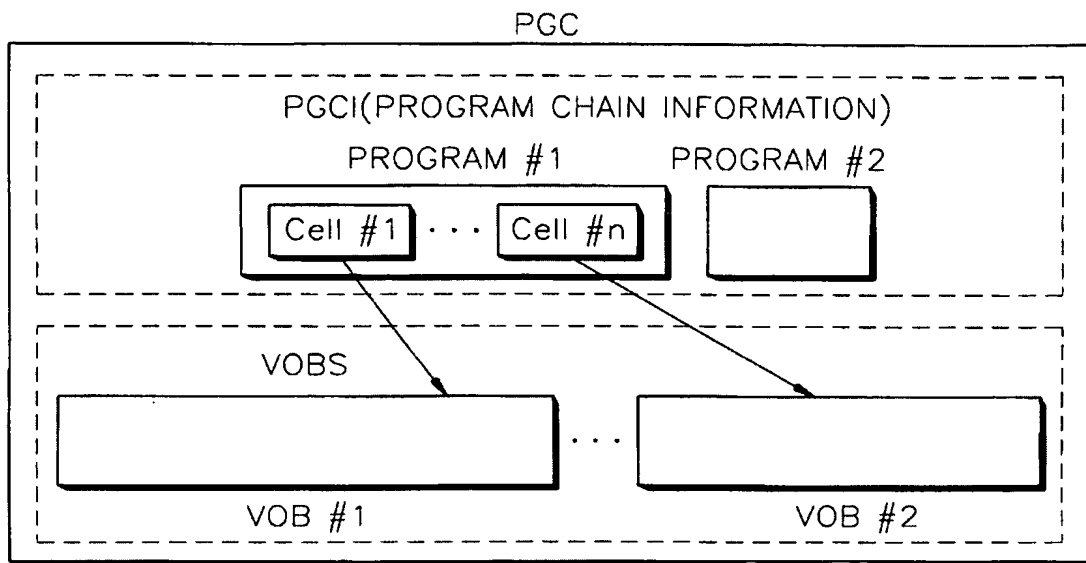 PGC
PGCI(PROGRAM CHAIN INFORMATION)
PROGRAM #1 PROGRAM #2
Cell #1 ··· Cell #n
VOBS
···
VOB #1 VOB #2